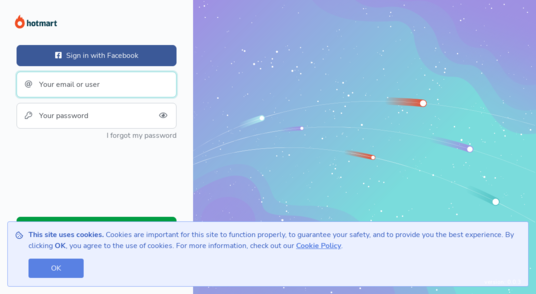 hotmart
Sign in with Facebook
Your email or user
Your password
I forgot my password
This site uses cookies. Cookies are important for this site to function properly, to guarantee your safety, and to provide you the best experience. By
clicking OK, you agree to the use of cookies. For more information, check out our Cookie Policy.
OK